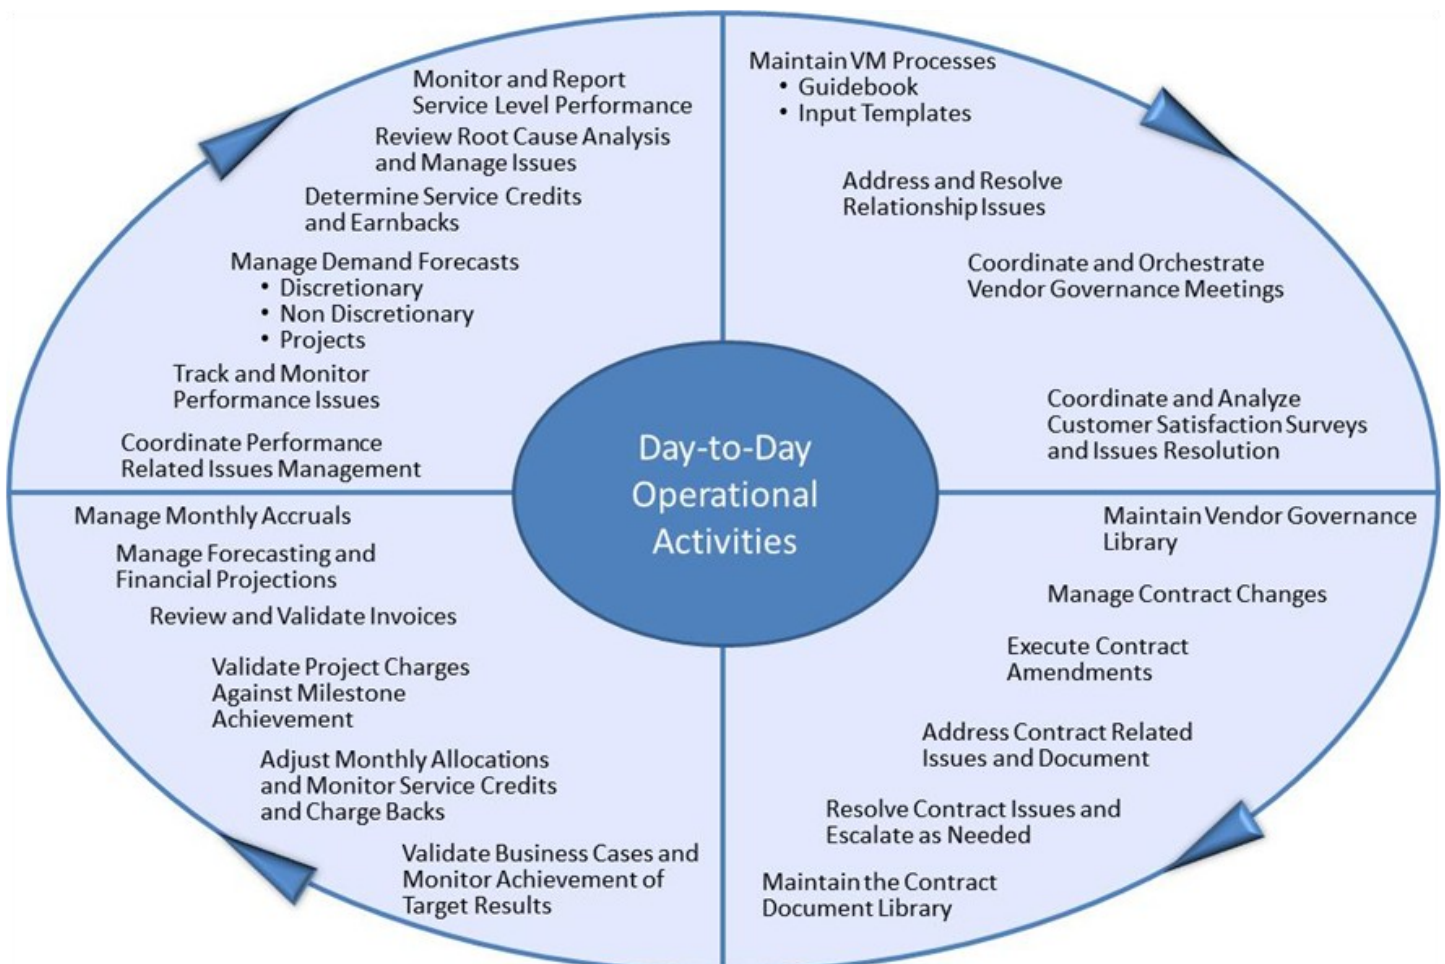 Monitor and Report
Service Level Performance
Review Root Cause Analysis
and Manage Issues
Determine Service Credits
and Earnbacks
Manage Demand Forecasts
• Discretionary
• Non Discretionary
• Projects
Track and Monitor
Performance Issues
Coordinate Performance
Related Issues Management
Maintain VM Processes
• Guidebook
• Input Templates
Address and Resolve
Relationship Issues
Coordinate and Orchestrate
Vendor Governance Meetings
Coordinate and Analyze
Customer Satisfaction Surveys
and Issues Resolution
Day-to-Day
Operational
Activities
Manage Monthly Accruals
Manage Forecasting and
Financial Projections
Review and Validate Invoices
Validate Project Charges
Against Milestone
Achievement
Adjust Monthly Allocations
and Monitor Service Credits
and Charge Backs
Validate Business Cases and
Monitor Achievement of
Target Results
Maintain Vendor Governance
Library
Manage Contract Changes
Execute Contract
Amendments
Address Contract Related
Issues and Document
Resolve Contract Issues and
Escalate as Needed
Maintain the Contract
Document Library